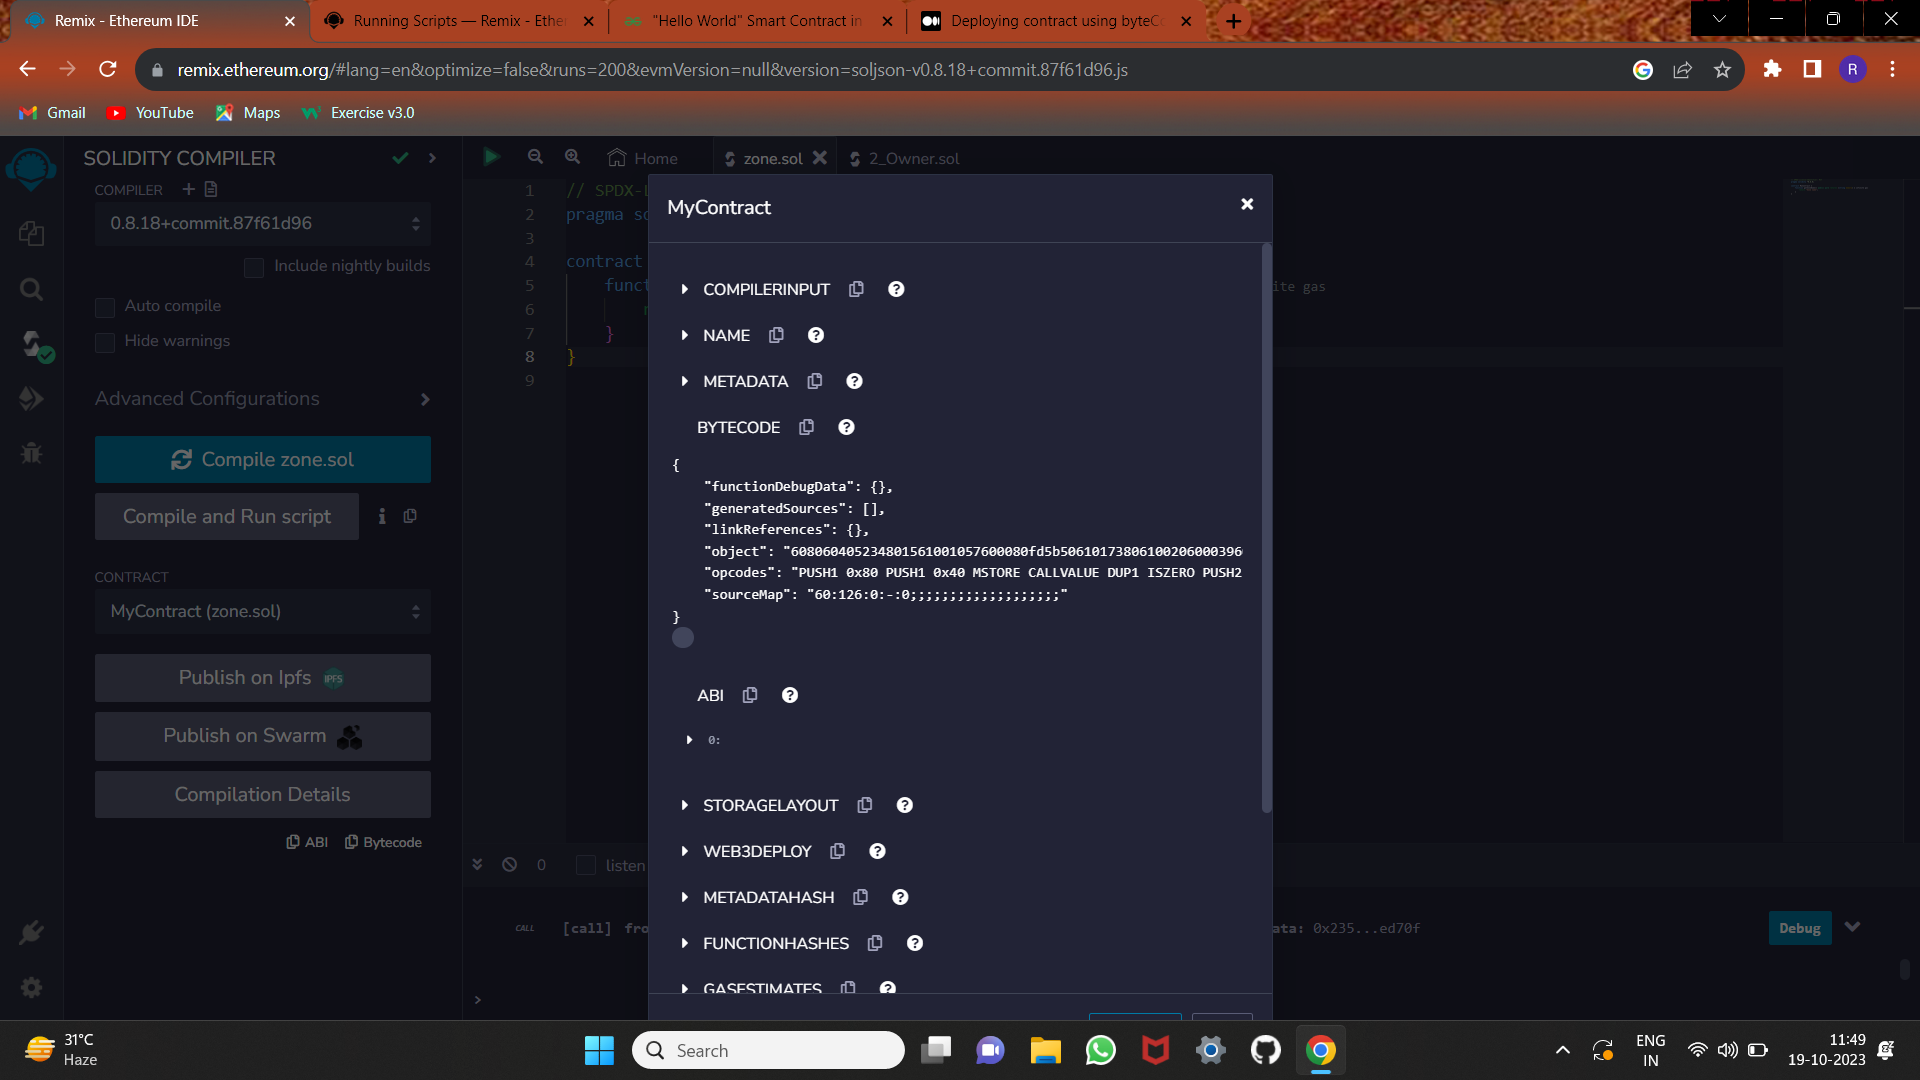 Remix - Ethereum IDE
Running Scripts — Remix - Ether
"Hello World" Smart Contract in
Deploying contract using byteCo
remix.ethereum.org/#lang=en&optimize=false&runs=200&evmVersion=null&version=soljson-v0.8.18+commit.87f61d96.js
R
Gmail
YouTube
Maps
Exercise v3.0
SOLIDITY COMPILER
COMPILER
0.8.18+commit.87f61d96
Include nightly builds
Auto compile
Hide warnings
Advanced Configurations
Compile zone.sol
Compile and Run script
CONTRACT
MyContract (zone.sol)
Publish on Ipfs
IPFS
Publish on Swarm
Compilation Details
ABI
Bytecode
Home
zone.sol
2_Owner.sol
1 // SPDX-L
2 pragma so
3
4 contract
5 funct ite gas
6 r
7 }
8 }
9
MyContract
COMPILERINPUT
NAME
METADATA
BYTECODE
{
"functionDebugData": {},
"generatedSources": [],
"linkReferences": {},
"object": "608060405234801561001057600080fd5b50610173806100206000396
"opcodes": "PUSH1 0x80 PUSH1 0x40 MSTORE CALLVALUE DUP1 ISZERO PUSH2
"sourceMap": "60:126:0:-:0;;;;;;;;;;;;;;;;;;;"
}
ABI
0:
STORAGELAYOUT
WEB3DEPLOY
METADATAHASH
FUNCTIONHASHES
GASESTIMATES
0
listen
CALL
[call] fro
ata: 0x235...ed70f
Debug
>
31°C
Haze
Search
ENG
IN
11:49
19-10-2023